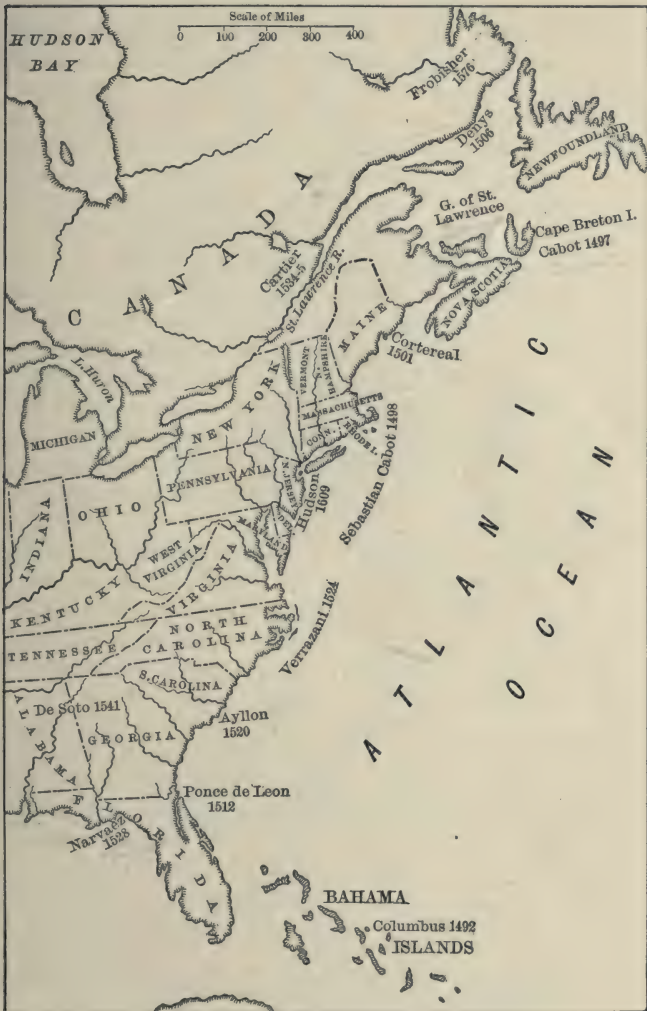 Scale of Miles
0 100 200 300 400
HUDSON
BAY
Frobisher
1576
Denys
1506
NEWFOUNDLAND
CANADA
G. of St.
Lawrence
Cape Breton I.
Cabot 1497
Cartier
1534-5
St. Lawrence R.
NOVA SCOTIA
MAINE
Cortereal
1501
L. Huron
VERMONT
N. HAMPSHIRE
NEW YORK
MASSACHUSETTS
MICHIGAN
CONN.
RHODE I.
Sebastian Cabot 1498
PENNSYLVANIA
N. JERSEY
Hudson
1609
OHIO
INDIANA
DEL.
MARYLAND
WEST
VIRGINIA
VIRGINIA
KENTUCKY
Verrazani 1524
NORTH
CAROLINA
TENNESSEE
S. CAROLINA
De Soto 1541
Ayllon
1520
ALABAMA
GEORGIA
Ponce de Leon
1512
Narvaez
1528
FLORIDA
ATLANTIC
OCEAN
BAHAMA
Columbus 1492
ISLANDS